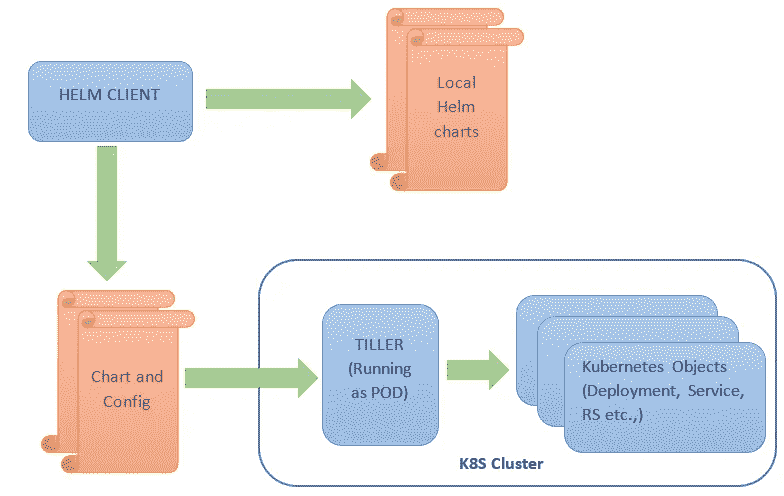 HELM CLIENT
Local
Helm
charts
Chart and
Config
TILLER
(Running
as POD)
Kubernetes Objects
(Deployment, Service,
RS etc.,)
K8S Cluster